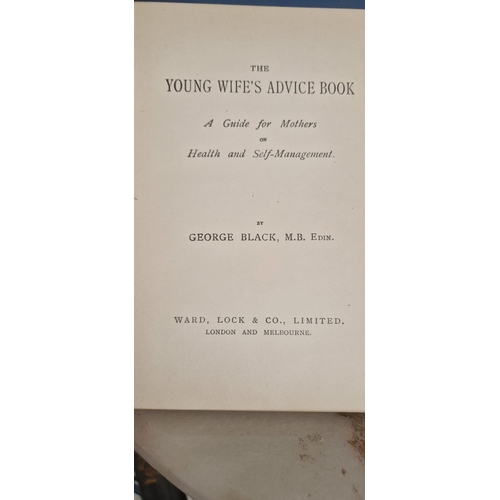 THE
YOUNG WIFE'S ADVICE BOOK
A Guide for Mothers
ON
Health and Self-Management.
BY
GEORGE BLACK, M.B. EDIN.
WARD, LOCK & CO., LIMITED,
LONDON AND MELBOURNE.